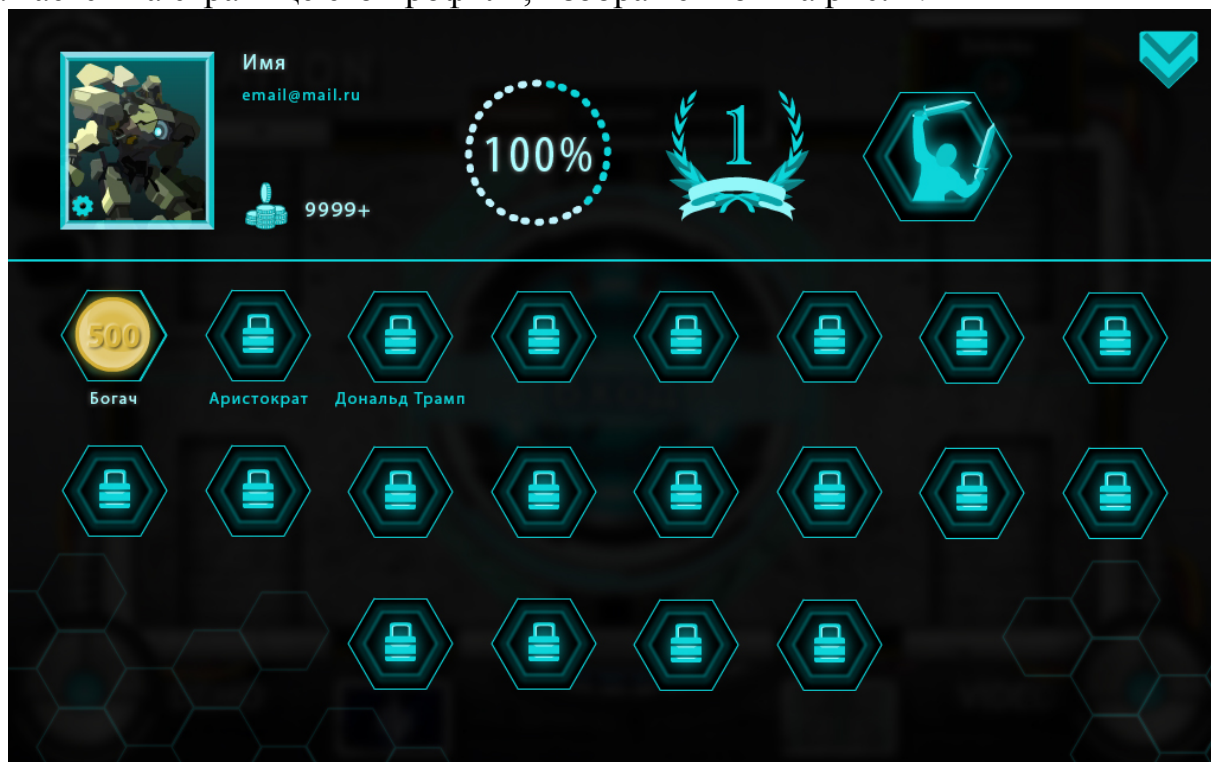 Имя
email@mail.ru
9999+
100%
1
500
Богач
Аристократ
Дональд Трамп